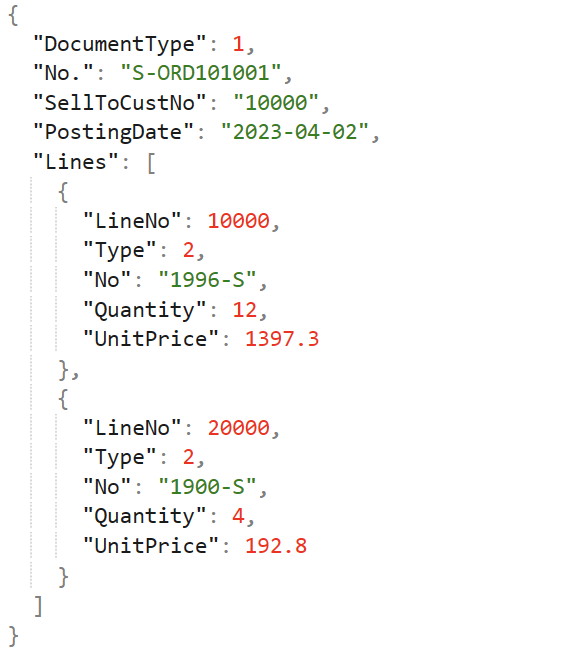 {
  "DocumentType": 1,
  "No.": "S-ORD101001",
  "SellToCustNo": "10000",
  "PostingDate": "2023-04-02",
  "Lines": [
    {
      "LineNo": 10000,
      "Type": 2,
      "No": "1996-S",
      "Quantity": 12,
      "UnitPrice": 1397.3
    },
    {
      "LineNo": 20000,
      "Type": 2,
      "No": "1900-S",
      "Quantity": 4,
      "UnitPrice": 192.8
    }
  ]
}